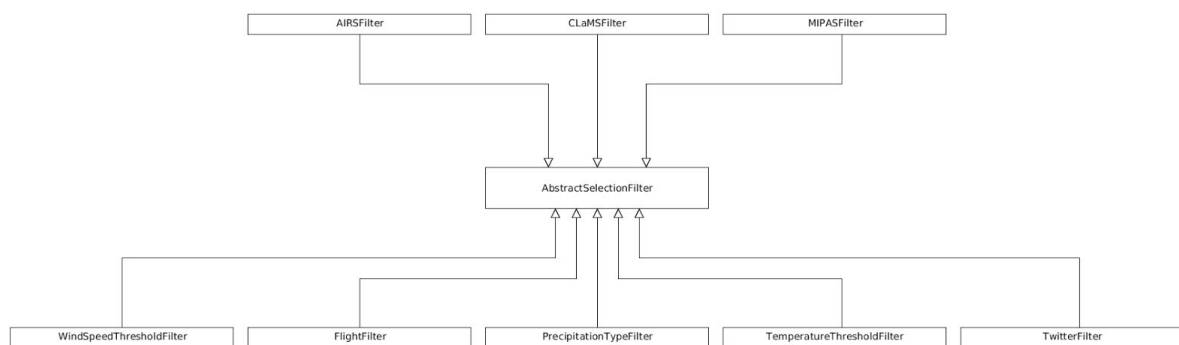 AIRSFilter
CLaMSFilter
MIPASFilter
AbstractSelectionFilter
WindSpeedThresholdFilter
FlightFilter
PrecipitationTypeFilter
TemperatureThresholdFilter
TwitterFilter